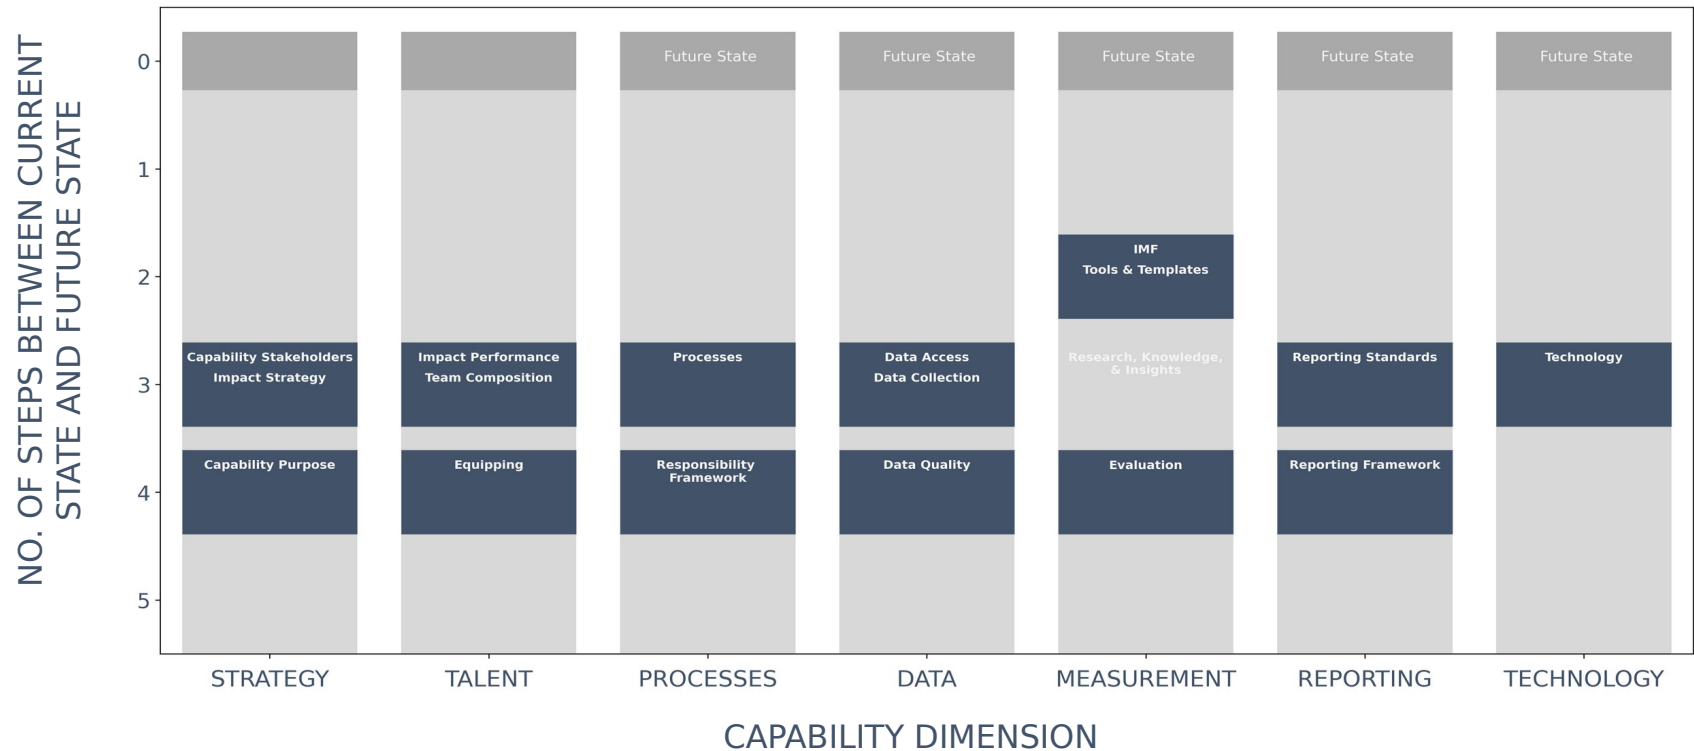 NO. OF STEPS BETWEEN CURRENT
STATE AND FUTURE STATE
0
1
2
3
4
5
Future State
Future State
Future State
Future State
Future State
IMF
Tools & Templates
Capability Stakeholders
Impact Strategy
Impact Performance
Team Composition
Processes
Data Access
Data Collection
Research, Knowledge,
& Insights
Reporting Standards
Technology
Capability Purpose
Equipping
Responsibility
Framework
Data Quality
Evaluation
Reporting Framework
STRATEGY
TALENT
PROCESSES
DATA
MEASUREMENT
REPORTING
TECHNOLOGY
CAPABILITY DIMENSION